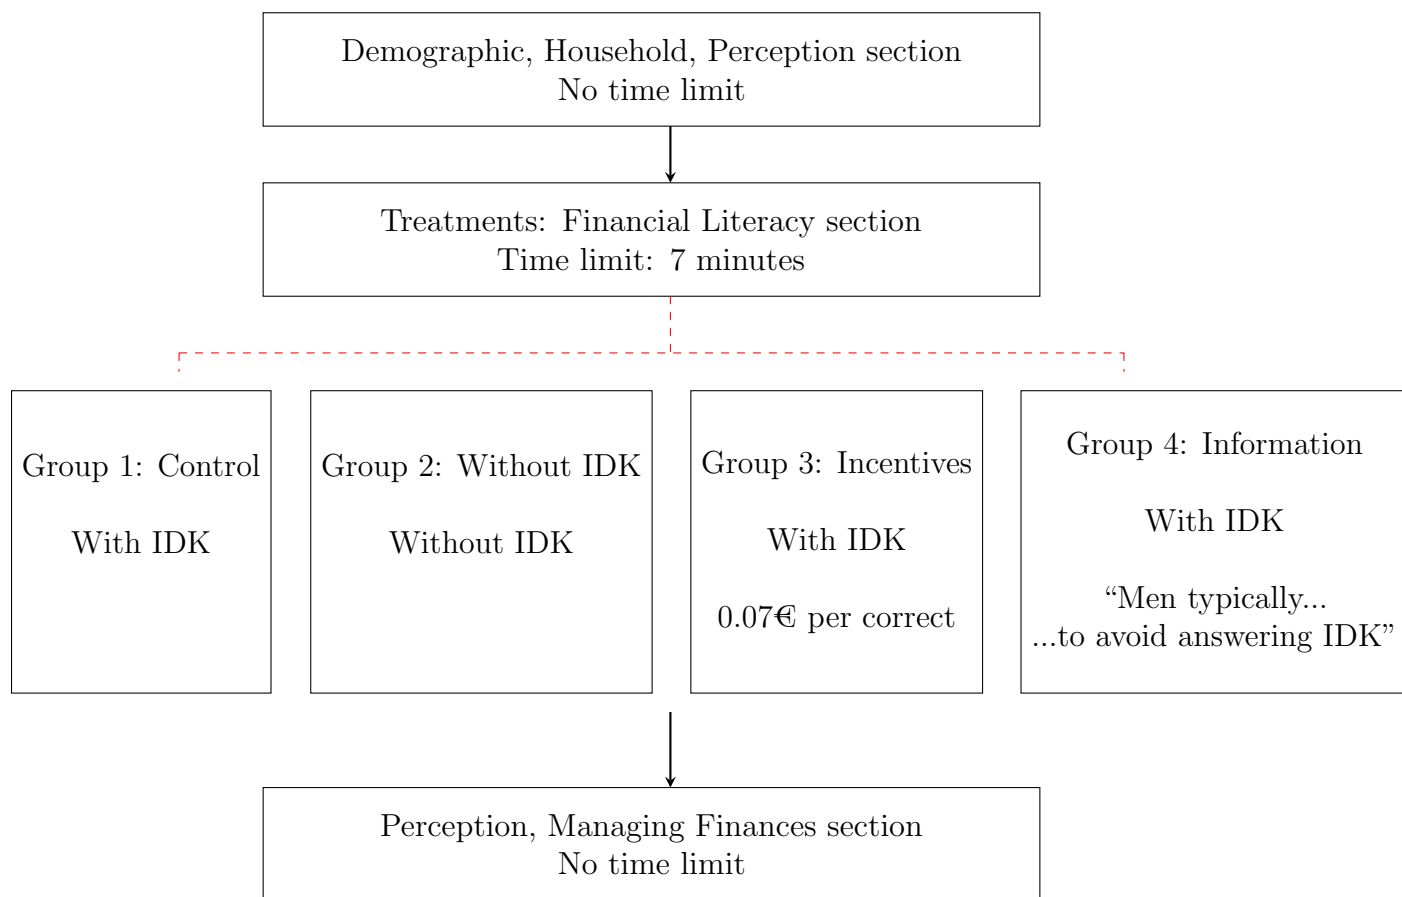 Demographic, Household, Perception section
No time limit
Treatments: Financial Literacy section
Time limit: 7 minutes
Group 1: Control
With IDK
Group 2: Without IDK
Without IDK
Group 3: Incentives
With IDK
0.07€ per correct
Group 4: Information
With IDK
“Men typically...
...to avoid answering IDK”
Perception, Managing Finances section
No time limit